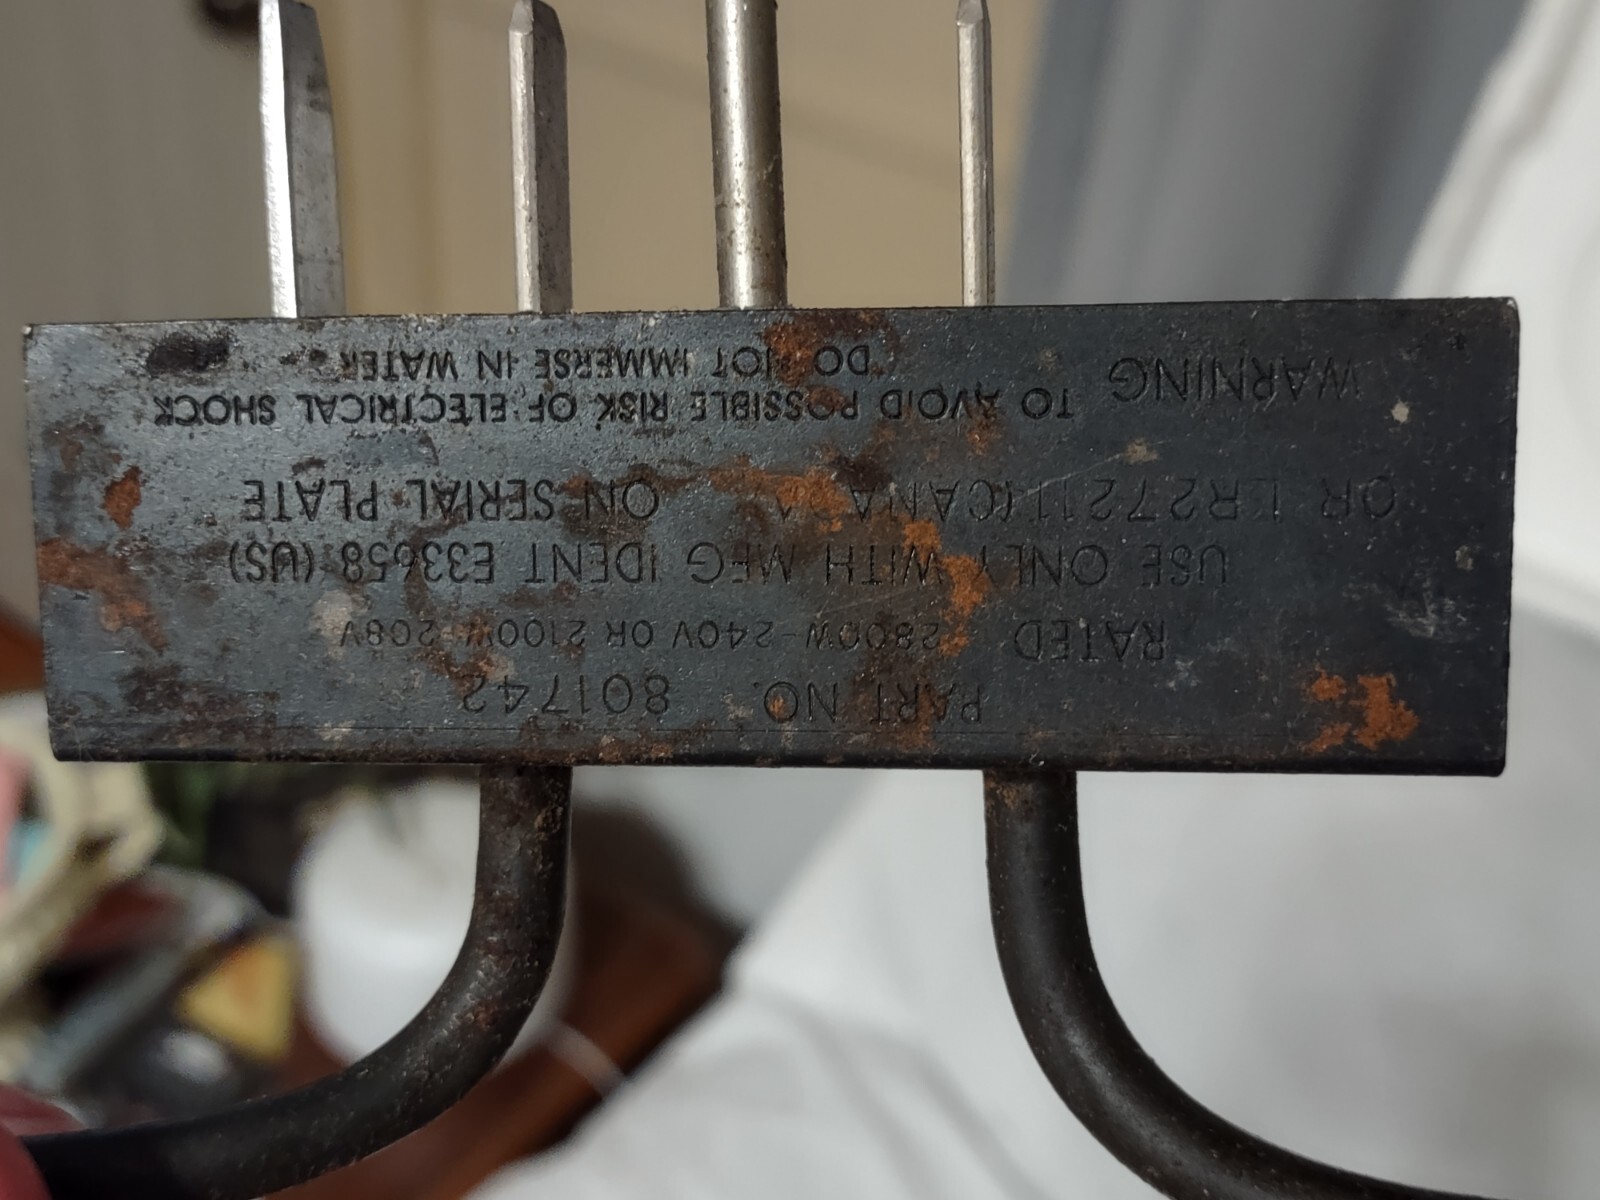 PART NO. 801742
RATED 2800W-240V OR 2100W-208V
USE ONLY WITH MFG IDENT E33658 (US)
OR LR27211 (CANADA) ON SERIAL PLATE
WARNING TO AVOID POSSIBLE RISK OF ELECTRICAL SHOCK
DO NOT IMMERSE IN WATER